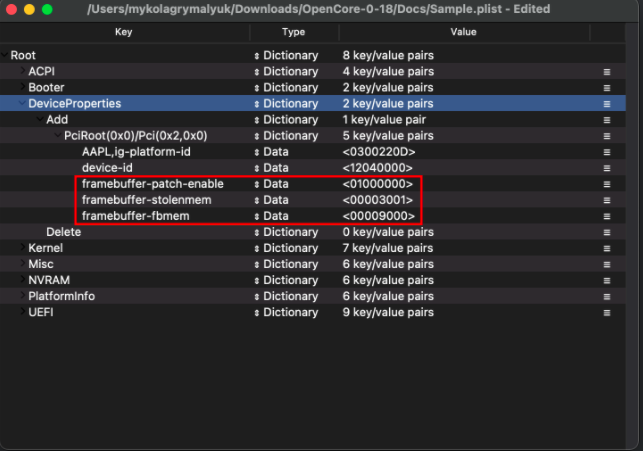 /Users/mykolagrymalyuk/Downloads/OpenCore-0-18/Docs/Sample.plist - Edited
Key Type Value
Root Dictionary 8 key/value pairs
ACPI Dictionary 4 key/value pairs
Booter Dictionary 2 key/value pairs
DeviceProperties Dictionary 2 key/value pairs
Add Dictionary 1 key/value pair
PciRoot(0x0)/Pci(0x2,0x0) Dictionary 5 key/value pairs
AAPL,ig-platform-id Data <0300220D>
device-id Data <12040000>
framebuffer-patch-enable Data <01000000>
framebuffer-stolenmem Data <00003001>
framebuffer-fbmem Data <00009000>
Delete Dictionary 0 key/value pairs
Kernel Dictionary 7 key/value pairs
Misc Dictionary 6 key/value pairs
NVRAM Dictionary 6 key/value pairs
PlatformInfo Dictionary 6 key/value pairs
UEFI Dictionary 9 key/value pairs